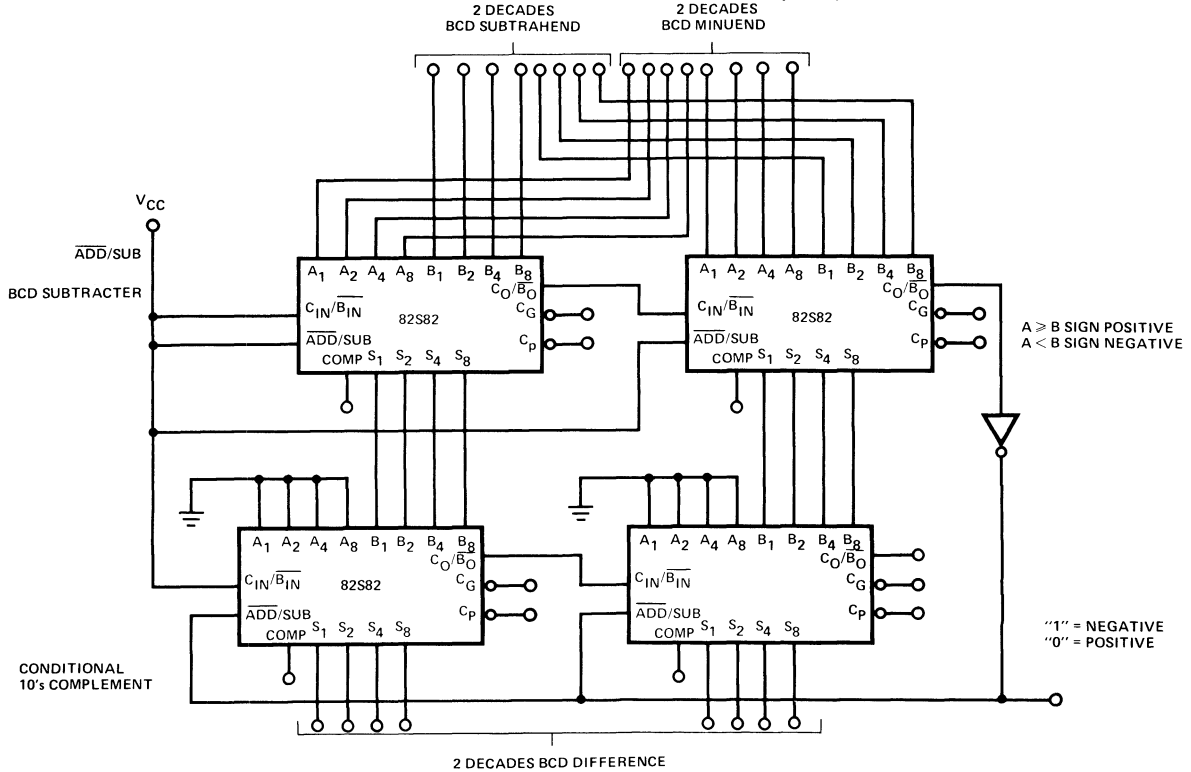 2 DECADES
BCD SUBTRAHEND
2 DECADES
BCD MINUEND
VCC
ADD/SUB
BCD SUBTRACTER
A1 A2 A4 A8 B1 B2 B4 B8
CIN/BIN
CO/BO
82S82
CG
ADD/SUB
CP
COMP S1 S2 S4 S8
A1 A2 A4 A8 B1 B2 B4 B8
CIN/BIN
CO/BO
82S82
CG
ADD/SUB
CP
COMP S1 S2 S4 S8
A ⩾ B SIGN POSITIVE
A < B SIGN NEGATIVE
A1 A2 A4 A8 B1 B2 B4 B8
CO/BO
CIN/BIN
82S82
CG
ADD/SUB
CP
COMP S1 S2 S4 S8
A1 A2 A4 A8 B1 B2 B4 B8
CO/BO
CIN/BIN
CG
ADD/SUB
CP
COMP S1 S2 S4 S8
"1" = NEGATIVE
"0" = POSITIVE
CONDITIONAL
10's COMPLEMENT
2 DECADES BCD DIFFERENCE